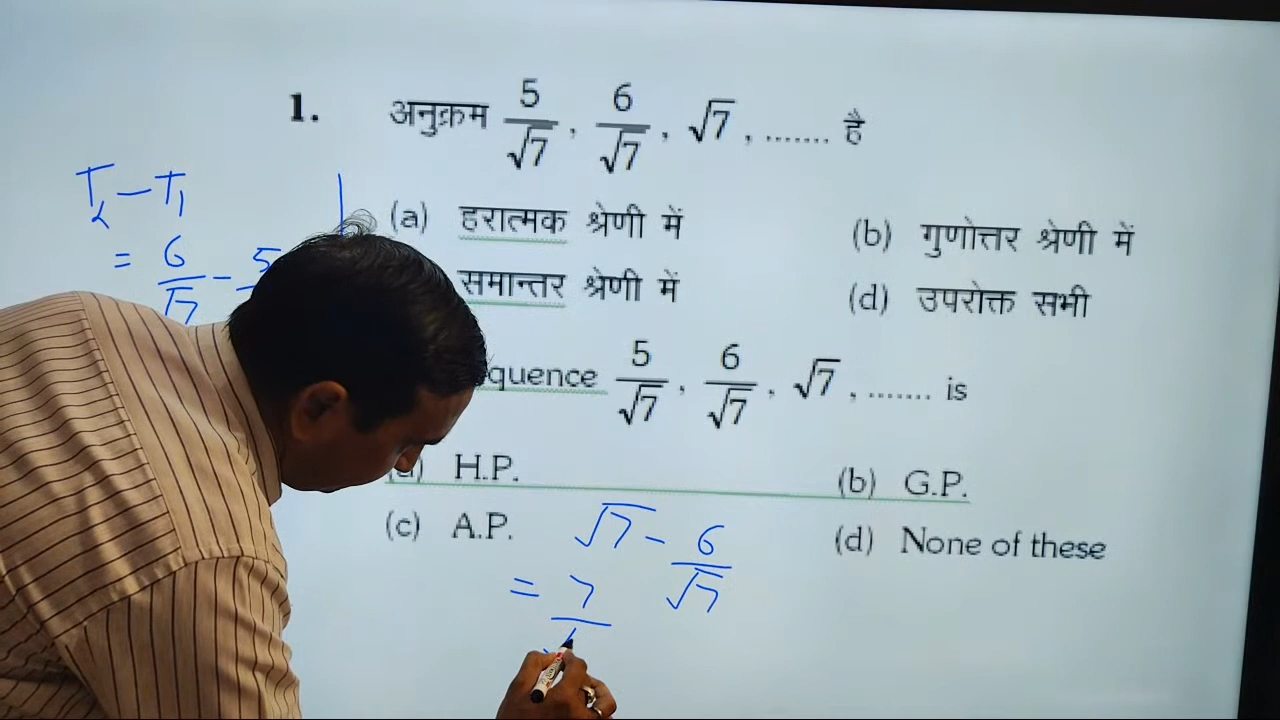 1. अनुक्रम 5/√7, 6/√7, √7, ....... है
(a) हरात्मक श्रेणी में (b) गुणोत्तर श्रेणी में
समान्तर श्रेणी में (d) उपरोक्त सभी
quence 5/√7, 6/√7, √7, ....... is
H.P. (b) G.P.
(c) A.P. (d) None of these
T₂ – T₁
= 6/√7 – 5
√7 – 6/√7
= 7